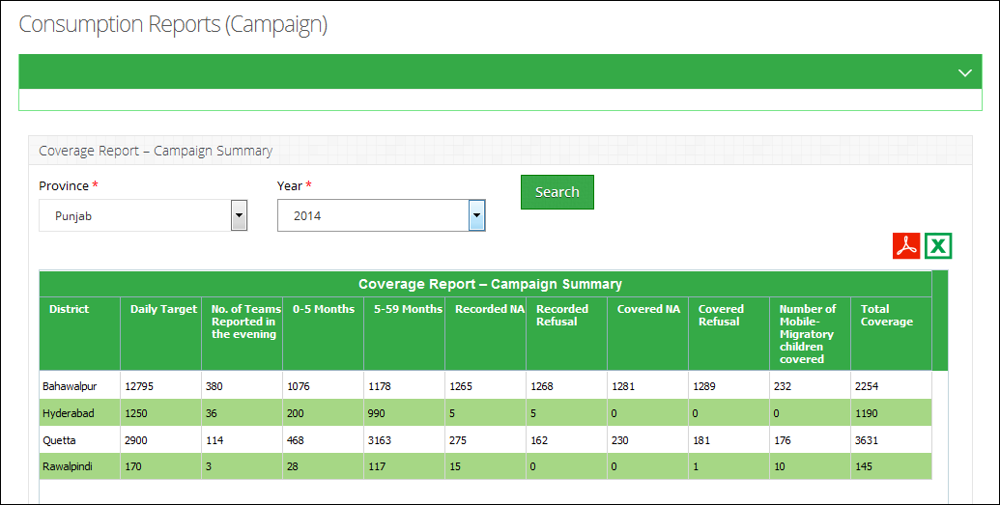 Consumption Reports (Campaign)
Coverage Report – Campaign Summary
Province * Year *
Punjab 2014 Search
Coverage Report – Campaign Summary
District Daily Target No. of Teams Reported in the evening 0-5 Months 5-59 Months Recorded NA Recorded Refusal Covered NA Covered Refusal Number of Mobile-Migratory children covered Total Coverage
Bahawalpur 12795 380 1076 1178 1265 1268 1281 1289 232 2254
Hyderabad 1250 36 200 990 5 5 0 0 0 1190
Quetta 2900 114 468 3163 275 162 230 181 176 3631
Rawalpindi 170 3 28 117 15 0 0 1 10 145